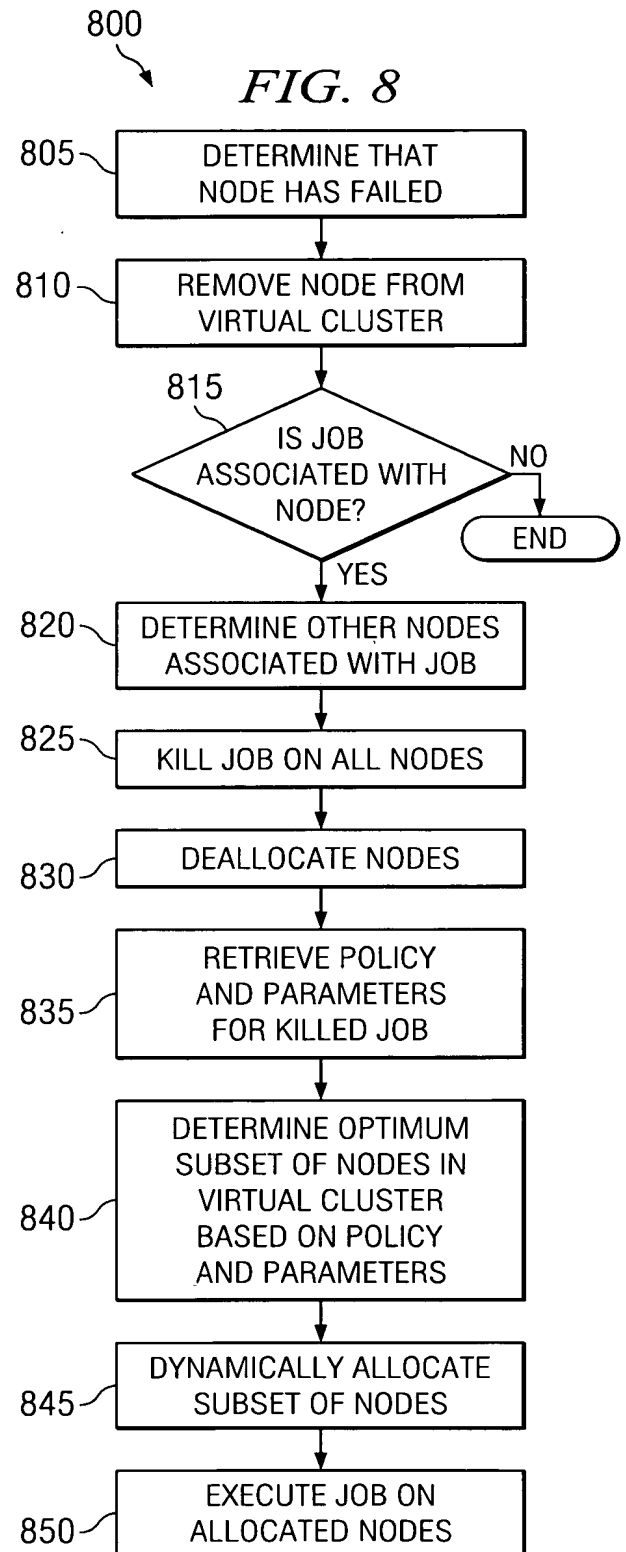 800
FIG. 8
805
DETERMINE THAT
NODE HAS FAILED
810
REMOVE NODE FROM
VIRTUAL CLUSTER
815
IS JOB
ASSOCIATED WITH
NODE?
NO
END
YES
820
DETERMINE OTHER NODES
ASSOCIATED WITH JOB
825
KILL JOB ON ALL NODES
830
DEALLOCATE NODES
835
RETRIEVE POLICY
AND PARAMETERS
FOR KILLED JOB
840
DETERMINE OPTIMUM
SUBSET OF NODES IN
VIRTUAL CLUSTER
BASED ON POLICY
AND PARAMETERS
845
DYNAMICALLY ALLOCATE
SUBSET OF NODES
850
EXECUTE JOB ON
ALLOCATED NODES